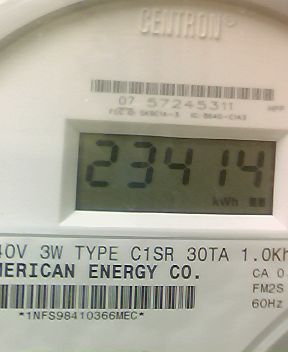 CENTRON
07 57245311
23414
kWh
40V 3W TYPE C1SR 30TA 1.0Kh
MERICAN ENERGY CO.
CA 0.
FM2S
60Hz
*1NFS98410366MEC*